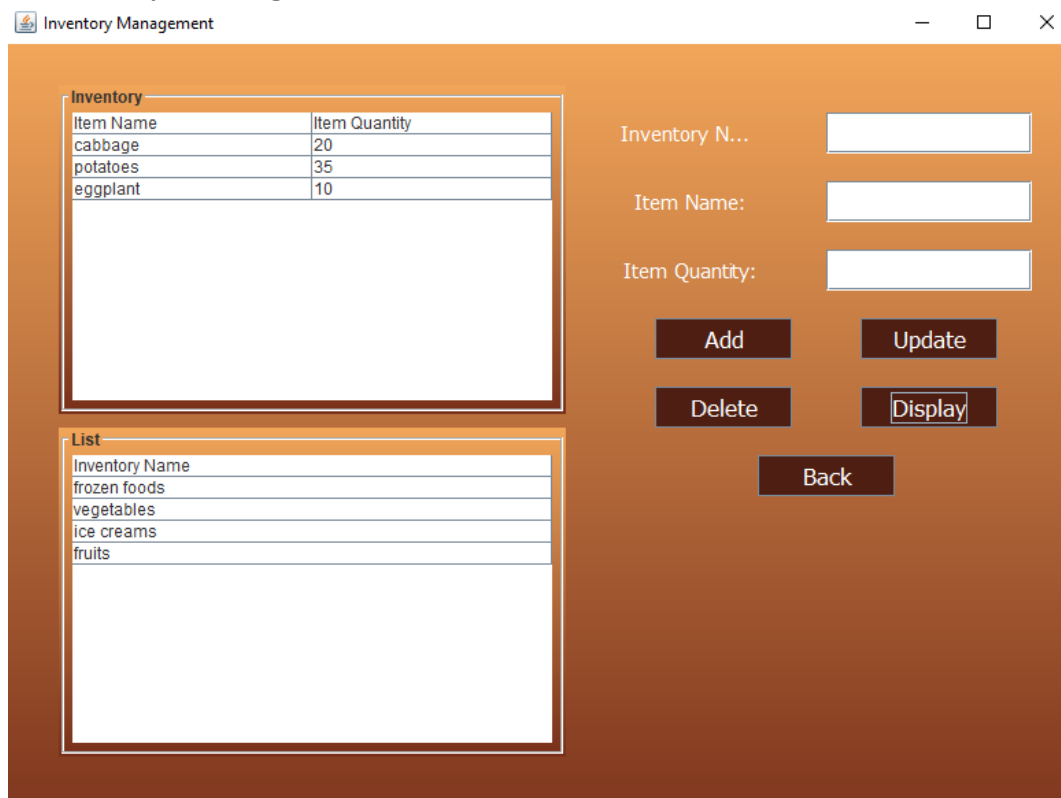 Inventory Management
Inventory
Item Name Item Quantity
cabbage 20
potatoes 35
eggplant 10
List
Inventory Name
frozen foods
vegetables
ice creams
fruits
Inventory N...
Item Name:
Item Quantity:
Add Update
Delete Display
Back